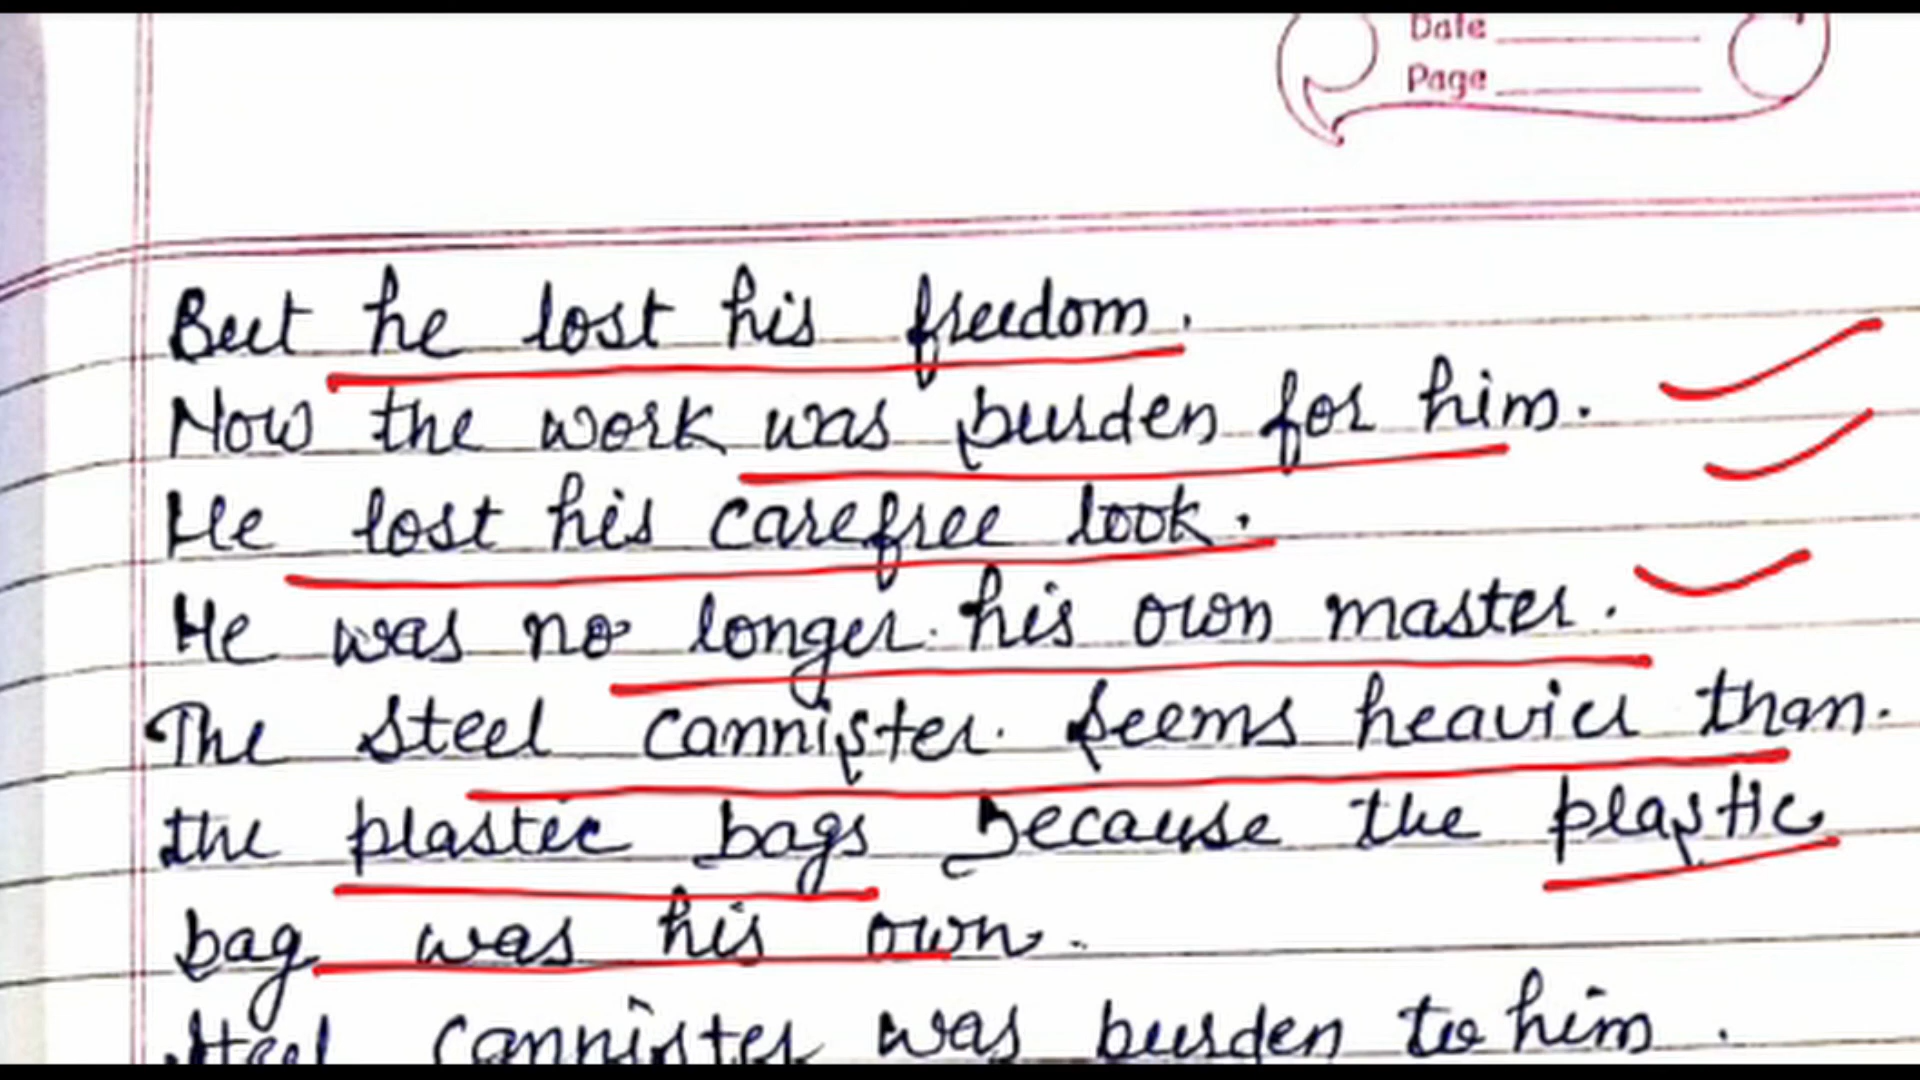 Date
Page
But he lost his freedom.
Now the work was burden for him.
He lost his carefree look.
He was no longer his own master.
The steel cannister seems heavier than
the plastic bags because the plastic
bag was his own.
Steel cannister was burden to him.